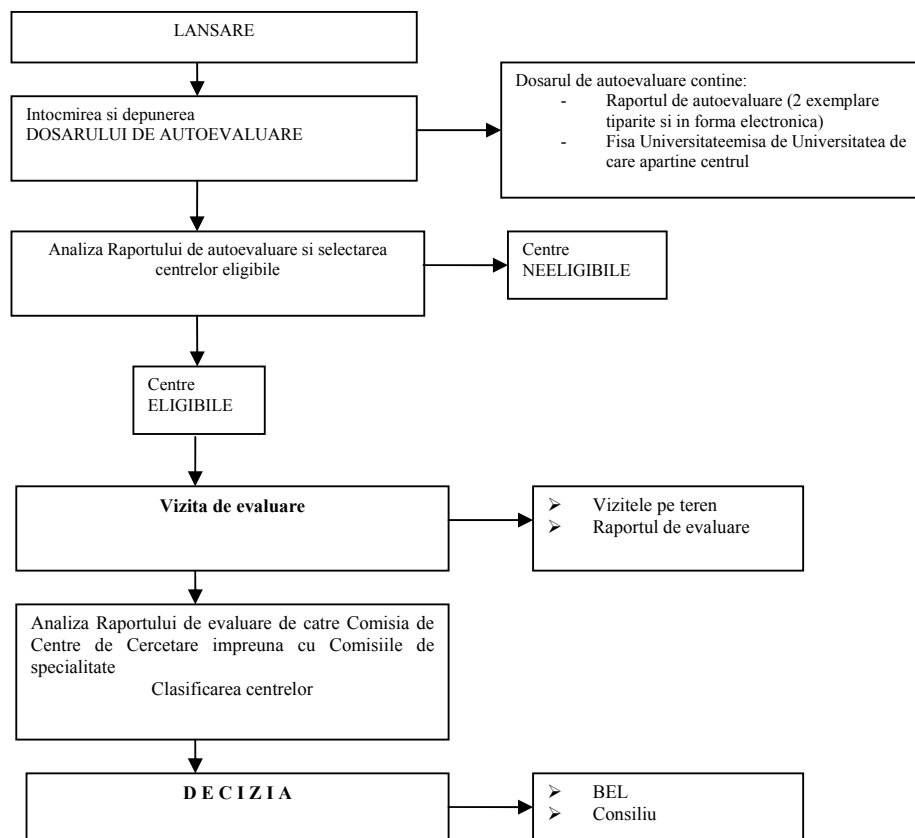 LANSARE
Intocmirea si depunerea
DOSARULUI DE AUTOEVALUARE
Dosarul de autoevaluare contine:
- Raportul de autoevaluare (2 exemplare
tiparite si in forma electronica)
- Fisa Universitateemisa de Universitatea de
care apartine centrul
Analiza Raportului de autoevaluare si selectarea
centrelor eligibile
Centre
NEELIGIBILE
Centre
ELIGIBILE
Vizita de evaluare
➢ Vizitele pe teren
➢ Raportul de evaluare
Analiza Raportului de evaluare de catre Comisia de
Centre de Cercetare impreuna cu Comisiile de
specialitate
Clasificarea centrelor
D E C I Z I A
➢ BEL
➢ Consiliu